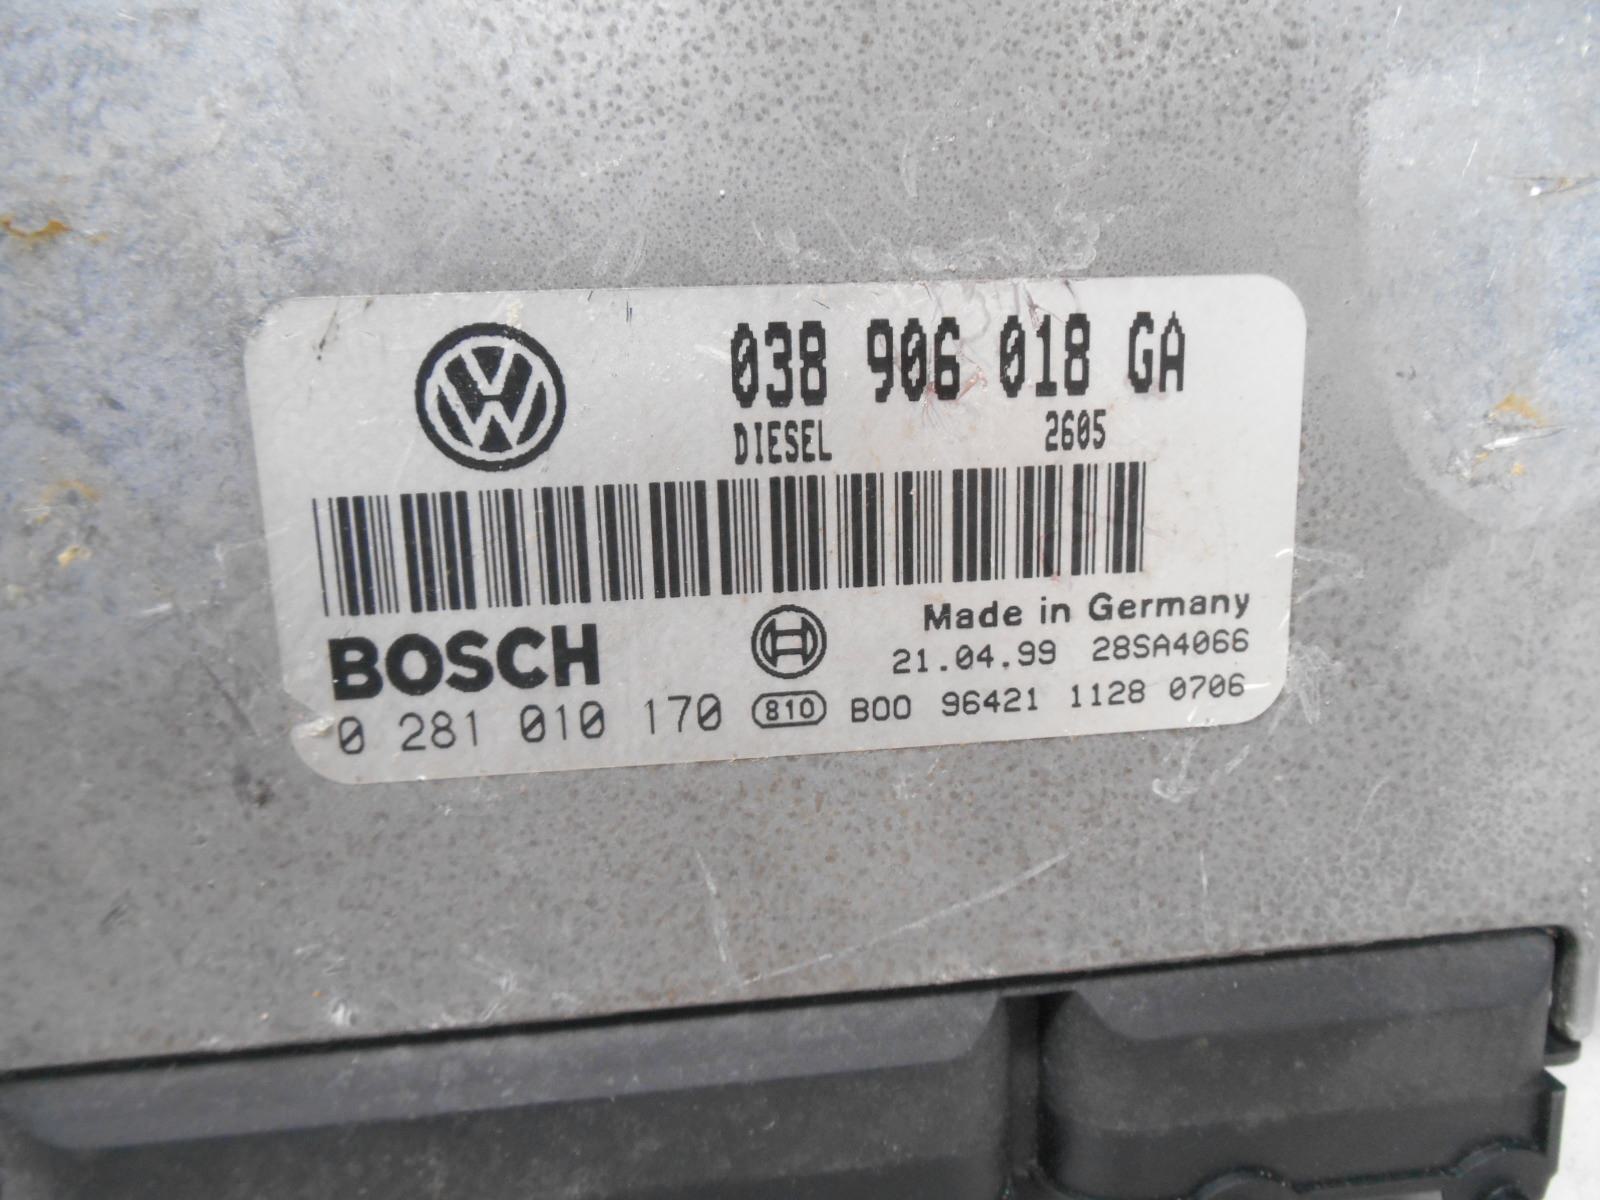 038 906 018 GA
DIESEL 2605
Made in Germany
BOSCH 21.04.99 28SA4066
0 281 010 170 810 B00 96421 1128 0706